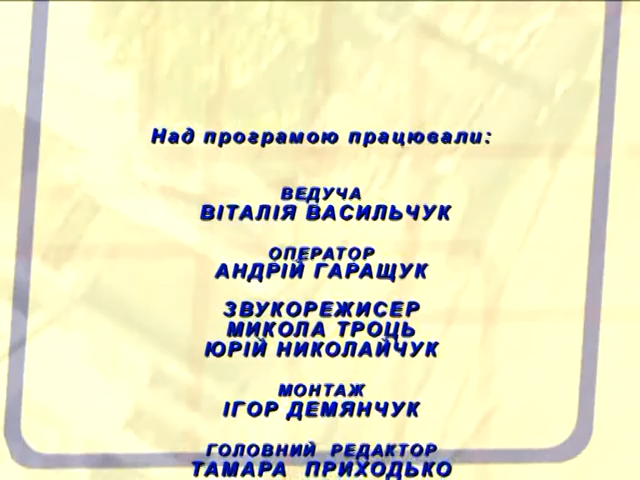 Над програмою працювали:
ВЕДУЧА
ВІТАЛІЯ ВАСИЛЬЧУК
ОПЕРАТОР
АНДРІЙ ГАРАЩУК
ЗВУКОРЕЖИСЕР
МИКОЛА ТРОЦЬ
ЮРІЙ НИКОЛАЙЧУК
МОНТАЖ
ІГОР ДЕМЯНЧУК
ГОЛОВНИЙ РЕДАКТОР
ТАМАРА ПРИХОДЬКО